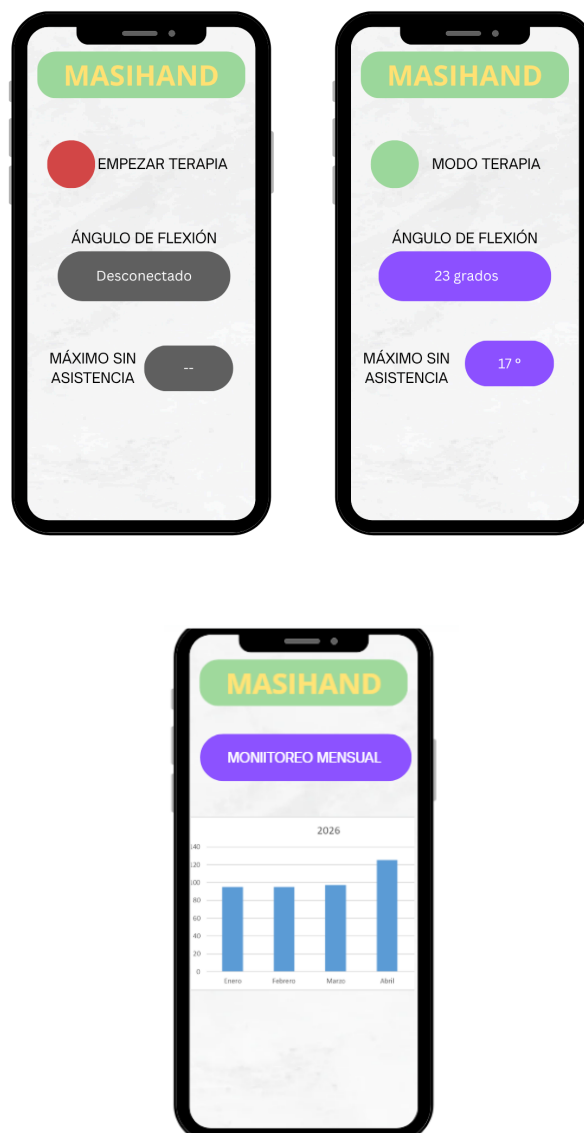 MASIHAND
EMPEZAR TERAPIA
ÁNGULO DE FLEXIÓN
Desconectado
MÁXIMO SIN
ASISTENCIA
--
MASIHAND
MODO TERAPIA
ÁNGULO DE FLEXIÓN
23 grados
MÁXIMO SIN
ASISTENCIA
17 º
MASIHAND
MONIITOREO MENSUAL
2026
140
120
100
80
60
40
20
0
Enero Febrero Marzo Abril